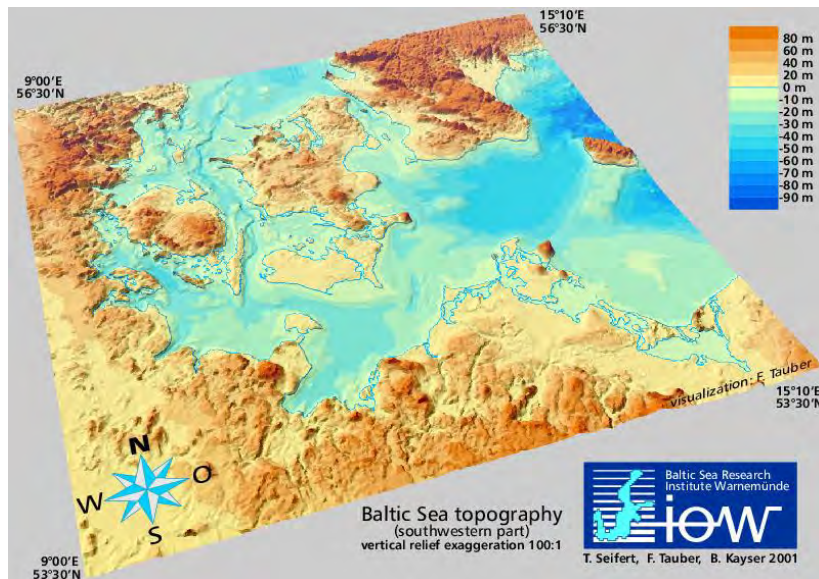 15°10'E
56°30'N
9°00'E
56°30'N
80 m
60 m
40 m
20 m
0 m
-10 m
-20 m
-30 m
-40 m
-50 m
-60 m
-70 m
-80 m
-90 m
visualization: F. Tauber
15°10'E
53°30'N
N
W
O
S
9°00'E
53°30'N
Baltic Sea topography
(southwestern part)
vertical relief exaggeration 100:1
Baltic Sea Research
Institute Warnemünde
iow
T. Seifert, F. Tauber, B. Kayser 2001